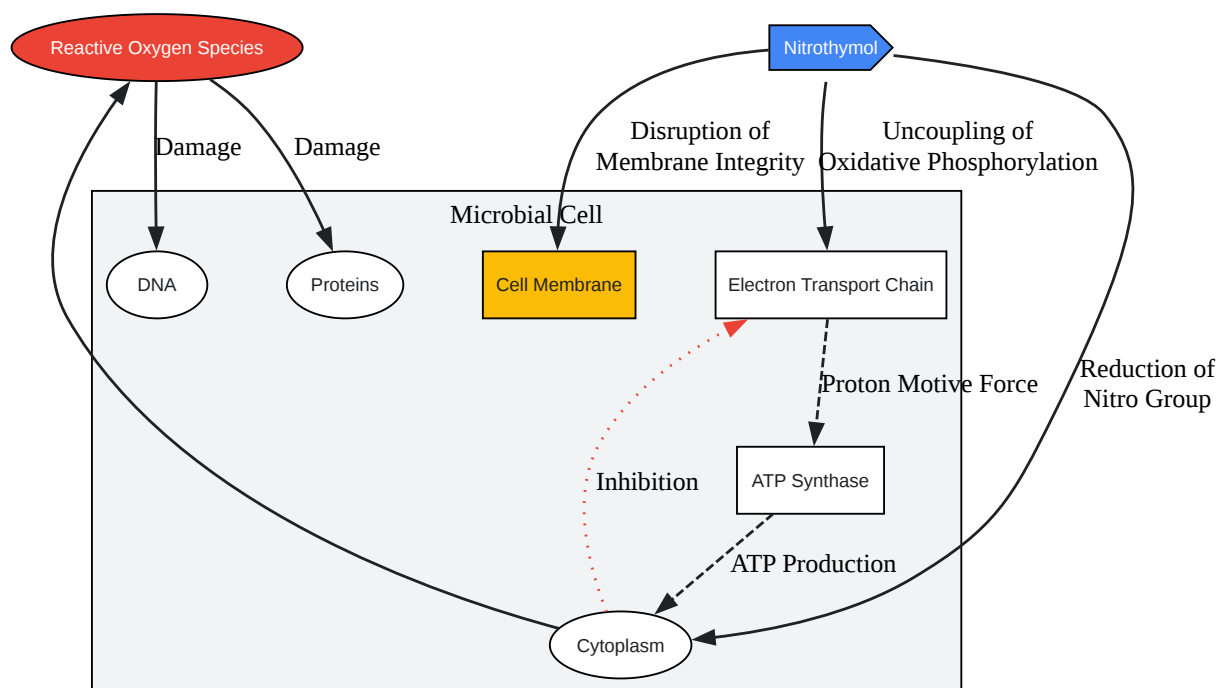 Reactive Oxygen Species
Nitrothymol
Damage
Damage
Disruption of
Membrane Integrity
Uncoupling of
Oxidative Phosphorylation
Microbial Cell
DNA
Proteins
Cell Membrane
Electron Transport Chain
Proton Motive Force
Reduction of
Nitro Group
Inhibition
ATP Synthase
ATP Production
Cytoplasm